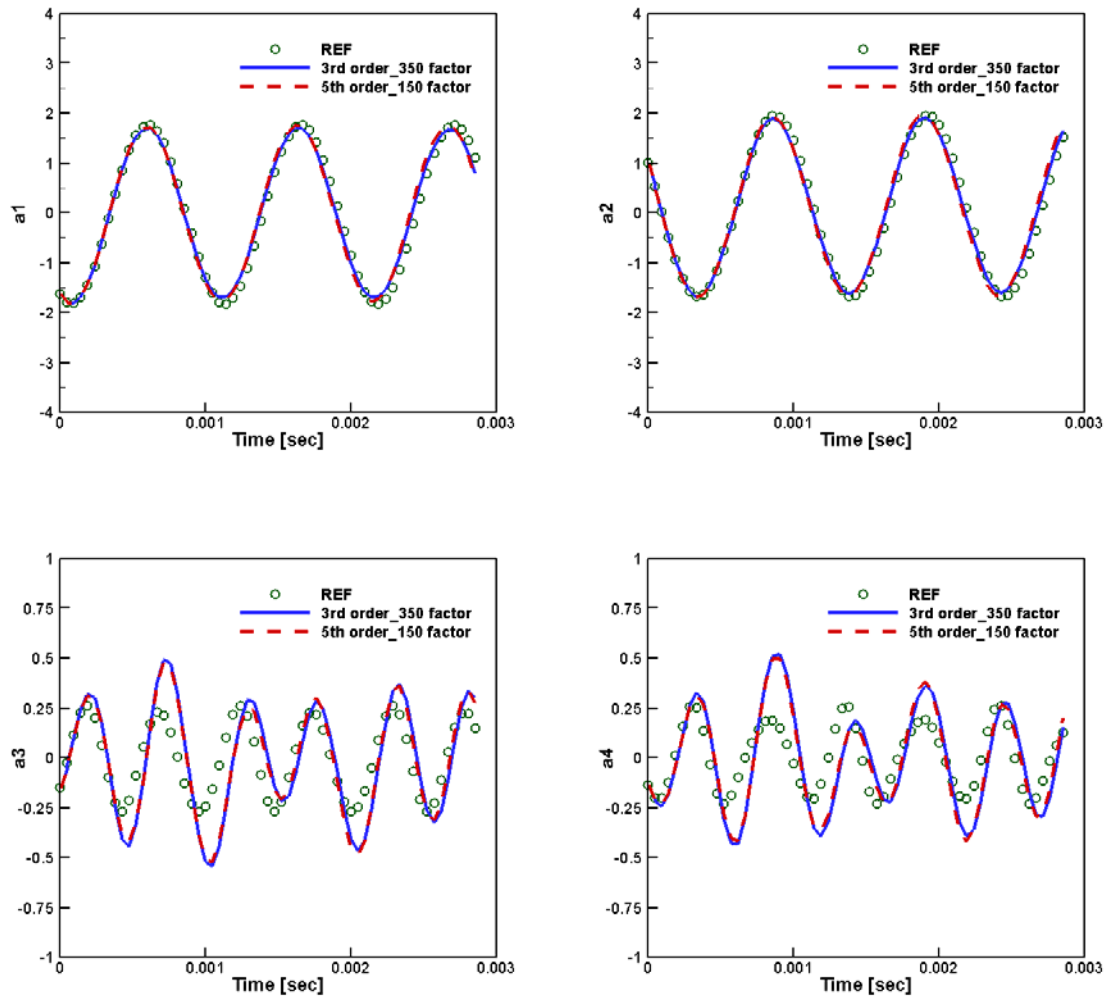 4
3
2
1
0
-1
-2
-3
-4
a1
REF
3rd order_350 factor
5th order_150 factor
0
0.001
0.002
0.003
Time [sec]
4
3
2
1
0
-1
-2
-3
-4
a2
REF
3rd order_350 factor
5th order_150 factor
0
0.001
0.002
0.003
Time [sec]
1
0.75
0.5
0.25
0
-0.25
-0.5
-0.75
-1
a3
REF
3rd order_350 factor
5th order_150 factor
0
0.001
0.002
0.003
Time [sec]
1
0.75
0.5
0.25
0
-0.25
-0.5
-0.75
-1
a4
REF
3rd order_350 factor
5th order_150 factor
0
0.001
0.002
0.003
Time [sec]